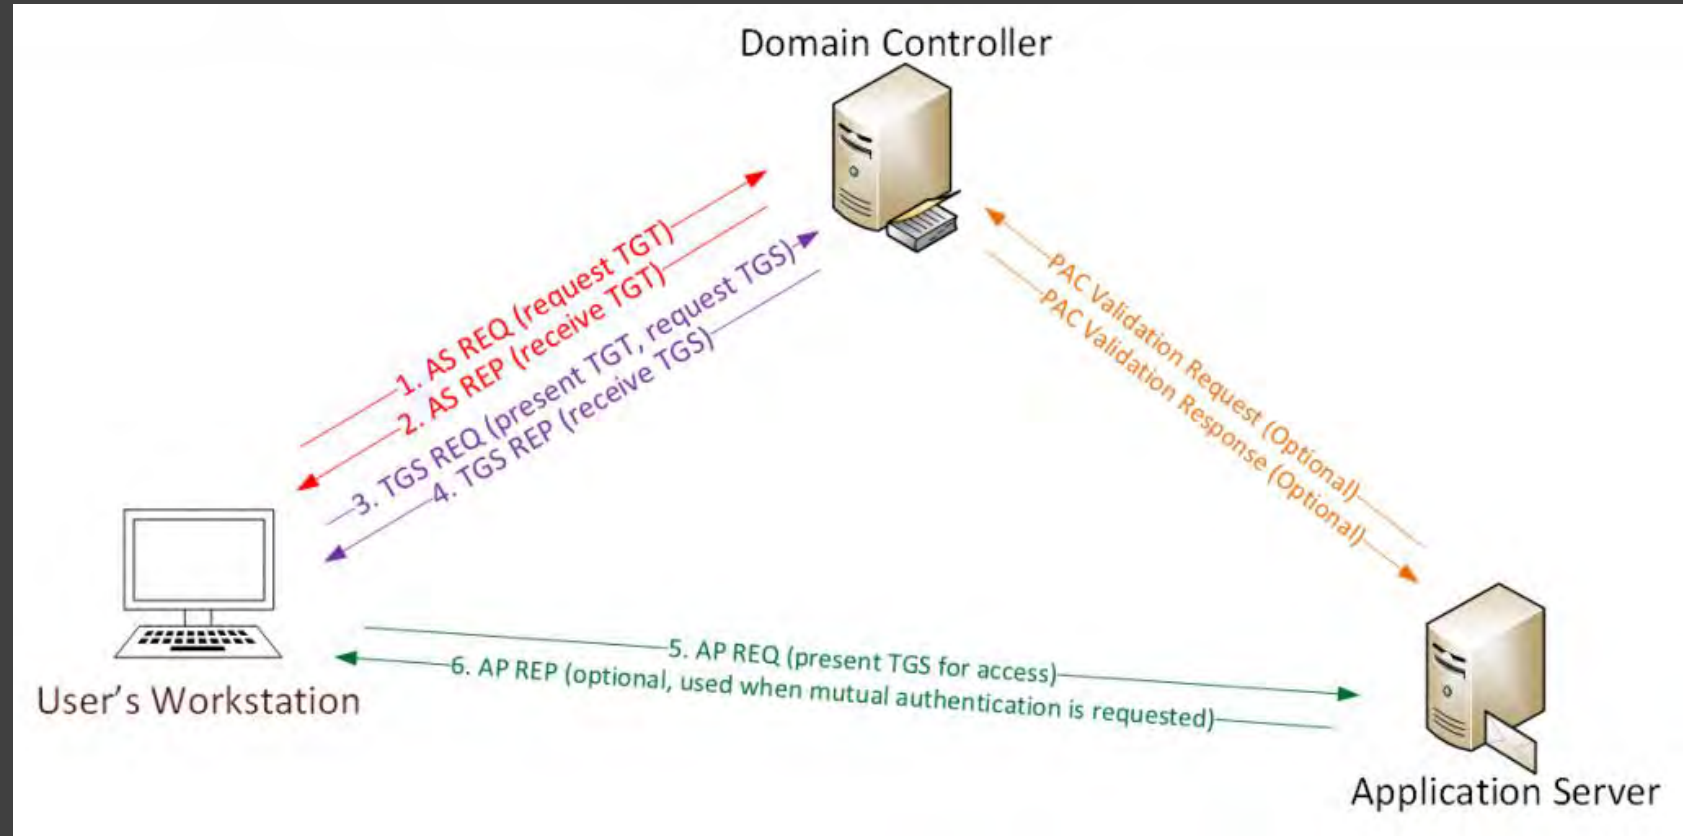 Domain Controller
1. AS REQ (request TGT)
2. AS REP (receive TGT)
3. TGS REQ (present TGT, request TGS)
4. TGS REP (receive TGS)
PAC Validation Request (Optional)
PAC Validation Response (Optional)
5. AP REQ (present TGS for access)
6. AP REP (optional, used when mutual authentication is requested)
User's Workstation
Application Server